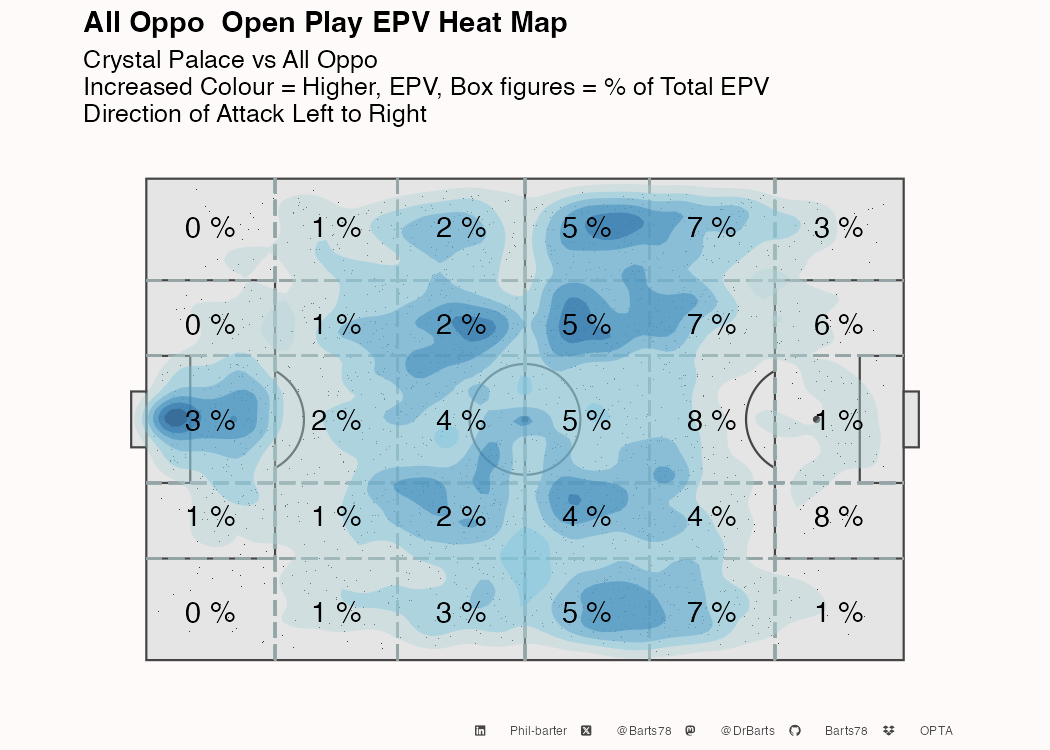 All Oppo  Open Play EPV Heat Map
Crystal Palace vs All Oppo
Increased Colour = Higher, EPV, Box figures = % of Total EPV
Direction of Attack Left to Right
0 % 1 % 2 % 5 % 7 % 3 %
0 % 1 % 2 % 5 % 7 % 6 %
3 % 2 % 4 % 5 % 8 % 1 %
1 % 1 % 2 % 4 % 4 % 8 %
0 % 1 % 3 % 5 % 7 % 1 %
Phil-barter @Barts78 @DrBarts Barts78 OPTA